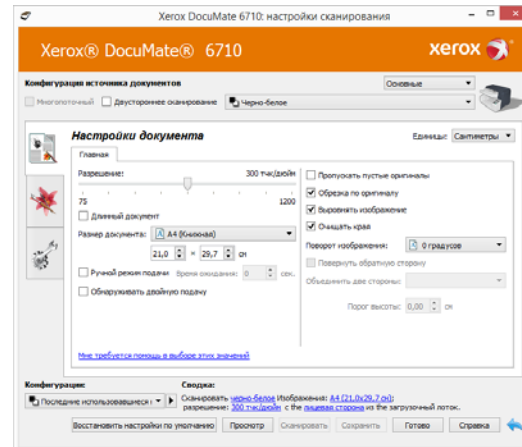 Xerox DocuMate 6710: настройки сканирования
Xerox® DocuMate® 6710
xerox
Конфигурация источника документов
Основные
Многопоточный
Двустороннее сканирование
Черно-белое
Настройки документа
Единицы: Сантиметры
Главная
Разрешение: 300 тчк/дюйм
75 1200
Длинный документ
Размер документа: A4 (Книжная)
21,0 × 29,7 см
Ручной режим подачи Время ожидания: 0 сек.
Обнаруживать двойную подачу
Пропускать пустые оригиналы
Обрезка по оригиналу
Выровнять изображение
Очищать края
Поворот изображения: 0 градусов
Повернуть обратную сторону
Объединить две стороны:
Порог высоты: 0,00 см
Мне требуется помощь в выборе этих значений
Конфигурации: Сводка:
Последние использовавшиеся
Сканировать черно-белое Изображения: A4 (21,0x29,7 см);
разрешение: 300 тчк/дюйм с the лицевая сторона из the загрузочный лоток.
Восстановить настройки по умолчанию Просмотр Сканировать Сохранить Готово Справка